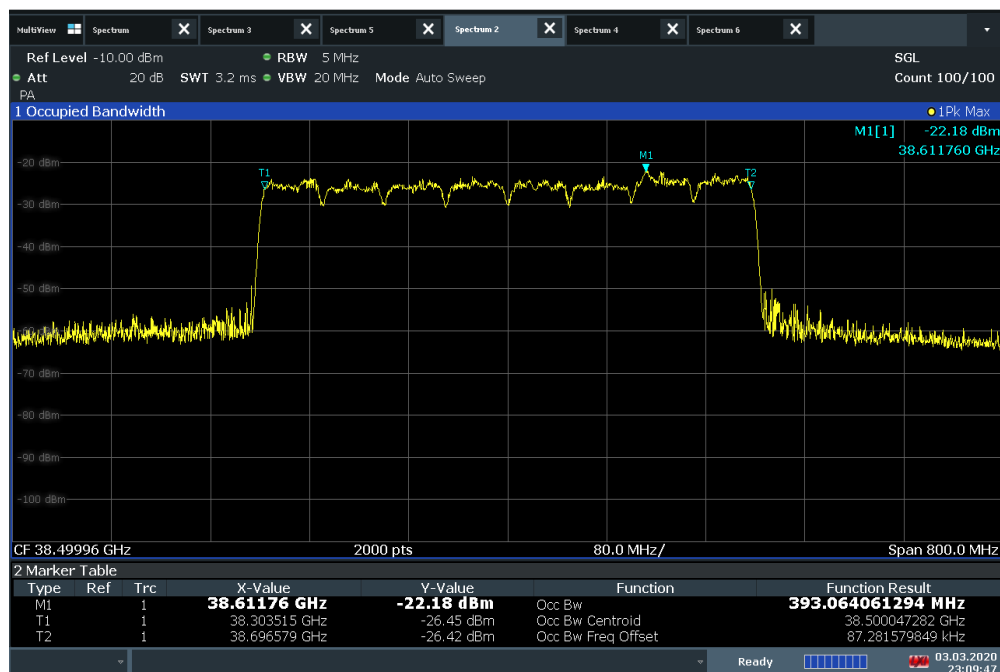 MultiView Spectrum X Spectrum 3 X Spectrum 5 X Spectrum 2 X Spectrum 4 X Spectrum 6 X
Ref Level -10.00 dBm RBW 5 MHz SGL
Att 20 dB SWT 3.2 ms VBW 20 MHz Mode Auto Sweep Count 100/100
PA
1 Occupied Bandwidth 1Pk Max
M1[1] -22.18 dBm
38.611760 GHz
M1
-20 dBm
T1 T2
-30 dBm
-40 dBm
-50 dBm
-60 dBm
-70 dBm
-80 dBm
-90 dBm
-100 dBm
CF 38.49996 GHz 2000 pts 80.0 MHz/ Span 800.0 MHz
2 Marker Table
Type Ref Trc X-Value Y-Value Function Function Result
M1 1 38.61176 GHz -22.18 dBm Occ Bw 393.064061294 MHz
T1 1 38.303515 GHz -26.45 dBm Occ Bw Centroid 38.500047282 GHz
T2 1 38.696579 GHz -26.42 dBm Occ Bw Freq Offset 87.281579849 kHz
Ready 03.03.2020
23:09:47